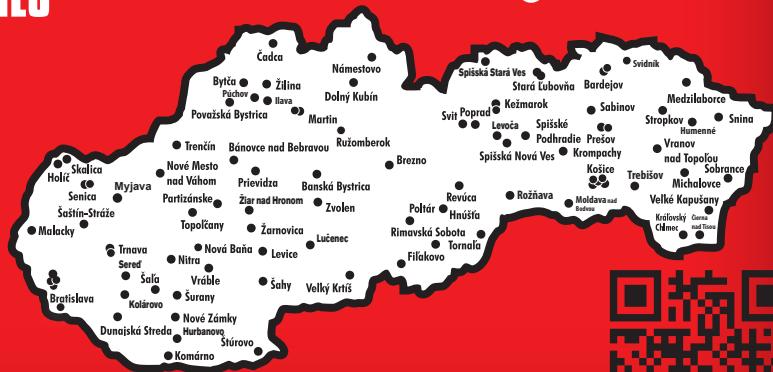 Čadca
Námestovo
Svidník
Spišská Stará Ves
Stará Ľubovňa
Bardejov
Bytča
Žilina
Púchov
Ilava
Dolný Kubín
Považská Bystrica
Martin
Kežmarok
Sabinov
Medzilaborce
Svit
Poprad
Levoča
Spišské
Podhradie
Prešov
Stropkov
Humenné
Snina
Ružomberok
Trenčín
Bánovce nad Bebravou
Brezno
Spišská Nová Ves
Krompachy
Vranov
nad Topoľou
Holíč
Skalica
Senica
Nové Mesto
nad Váhom
Prievidza
Banská Bystrica
Košice
Trebišov
Sobrance
Michalovce
Myjava
Partizánske
Žiar nad Hronom
Zvolen
Revúca
Rožňava
Moldava nad
Bodvou
Velké Kapušany
Šaštín-Stráže
Topoľčany
Poltár
Hnúšťa
Kráľovský
Chlmec
Čierna
nad Tisou
Malacky
Žarnovica
Lučenec
Rimavská Sobota
Tornaľa
Trnava
Nová Baňa
Levice
Fiľakovo
Sereď
Nitra
Šaľa
Vráble
Šahy
Velký Krtíš
Bratislava
Kolárovo
Šurany
Dunajská Streda
Nové Zámky
Hurbanovo
Štúrovo
Komárno